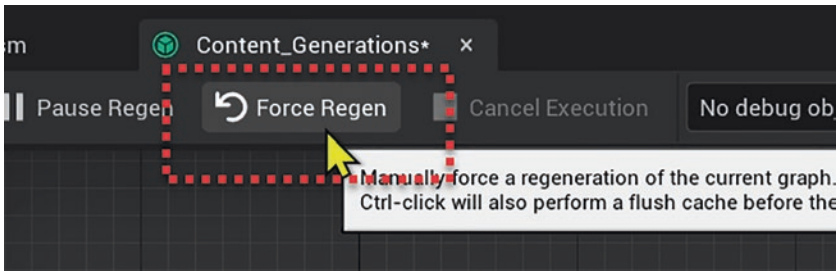 Content_Generations*
Pause Regen Force Regen Cancel Execution No debug
Manually force a regeneration of the current graph.
Ctrl-click will also perform a flush cache before the